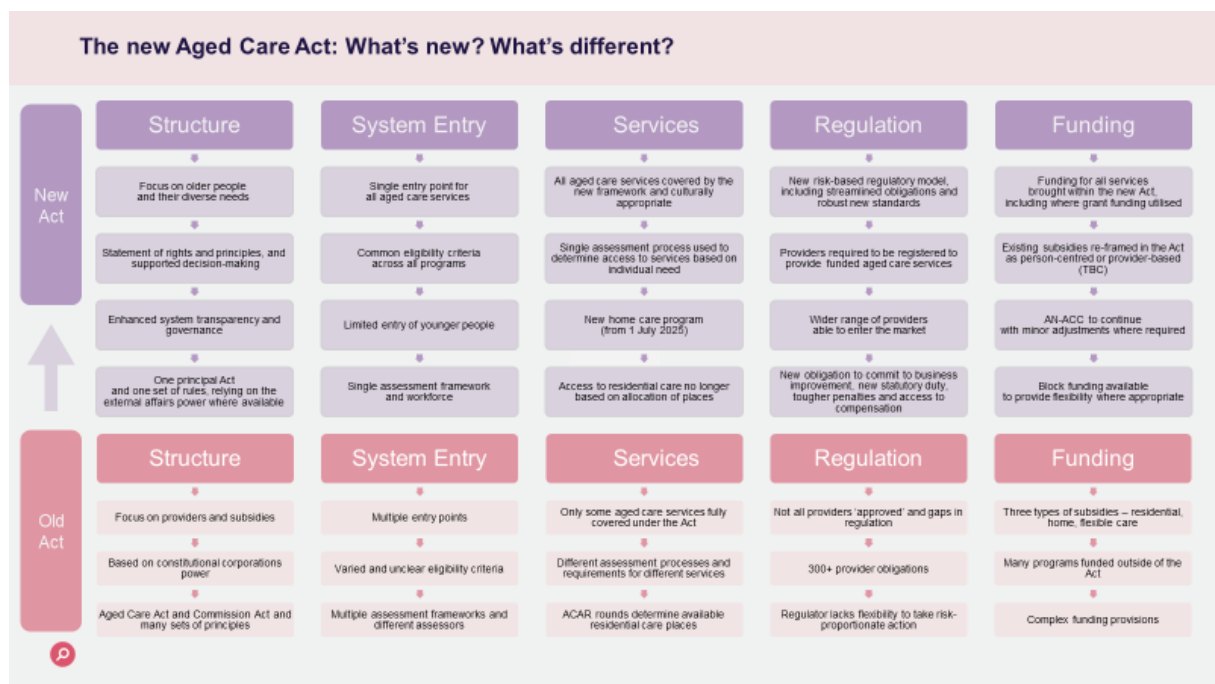 The new Aged Care Act: What's new? What's different?
New
Act
Structure
System Entry
Services
Regulation
Funding
Focus on older people
and their diverse needs
Single entry point for
all aged care services
All aged care services covered by the
new framework and culturally
appropriate
New risk-based regulatory model,
including streamlined obligations and
robust new standards
Funding for all services
brought within the new Act,
including where grant funding utilised
Statement of rights and principles, and
supported decision-making
Common eligibility criteria
across all programs
Single assessment process used to
determine access to services based on
individual need
Providers required to be registered to
provide funded aged care services
Existing subsidies re-framed in the Act
as person-centred or provider-based
(TBC)
Enhanced system transparency and
governance
Limited entry of younger people
New home care program
(from 1 July 2025)
Wider range of providers
able to enter the market
AN-ACC to continue
with minor adjustments where required
One principal Act
and one set of rules, relying on the
external affairs power where available
Single assessment framework
and workforce
Access to residential care no longer
based on allocation of places
New obligation to commit to business
improvement, new statutory duty,
tougher penalties and access to
compensation
Block funding available
to provide flexibility where appropriate
Old
Act
Structure
System Entry
Services
Regulation
Funding
Focus on providers and subsidies
Multiple entry points
Only some aged care services fully
covered under the Act
Not all providers 'approved' and gaps in
regulation
Three types of subsidies – residential,
home, flexible care
Based on constitutional corporations
power
Varied and unclear eligibility criteria
Different assessment processes and
requirements for different services
300+ provider obligations
Many programs funded outside of the
Act
Aged Care Act and Commission Act and
many sets of principles
Multiple assessment frameworks and
different assessors
ACAR rounds determine available
residential care places
Regulator lacks flexibility to take risk-
proportionate action
Complex funding provisions